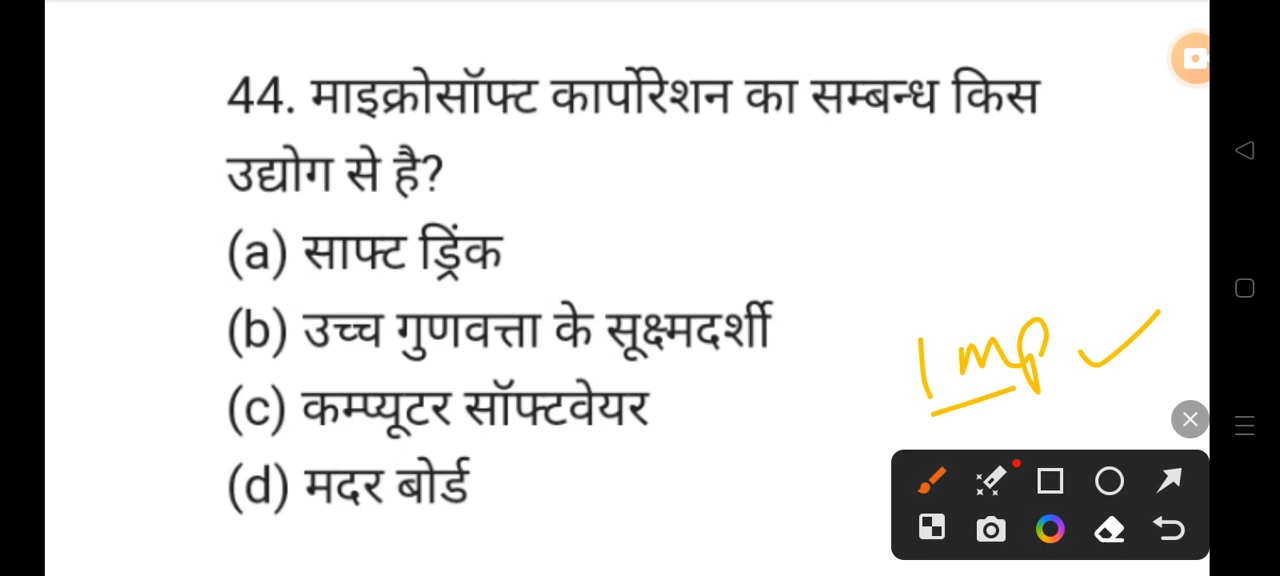 44. माइक्रोसॉफ्ट कार्पोरेशन का सम्बन्ध किस
उद्योग से है?
(a) साफ्ट ड्रिंक
(b) उच्च गुणवत्ता के सूक्ष्मदर्शी
(c) कम्प्यूटर सॉफ्टवेयर
(d) मदर बोर्ड
Imp